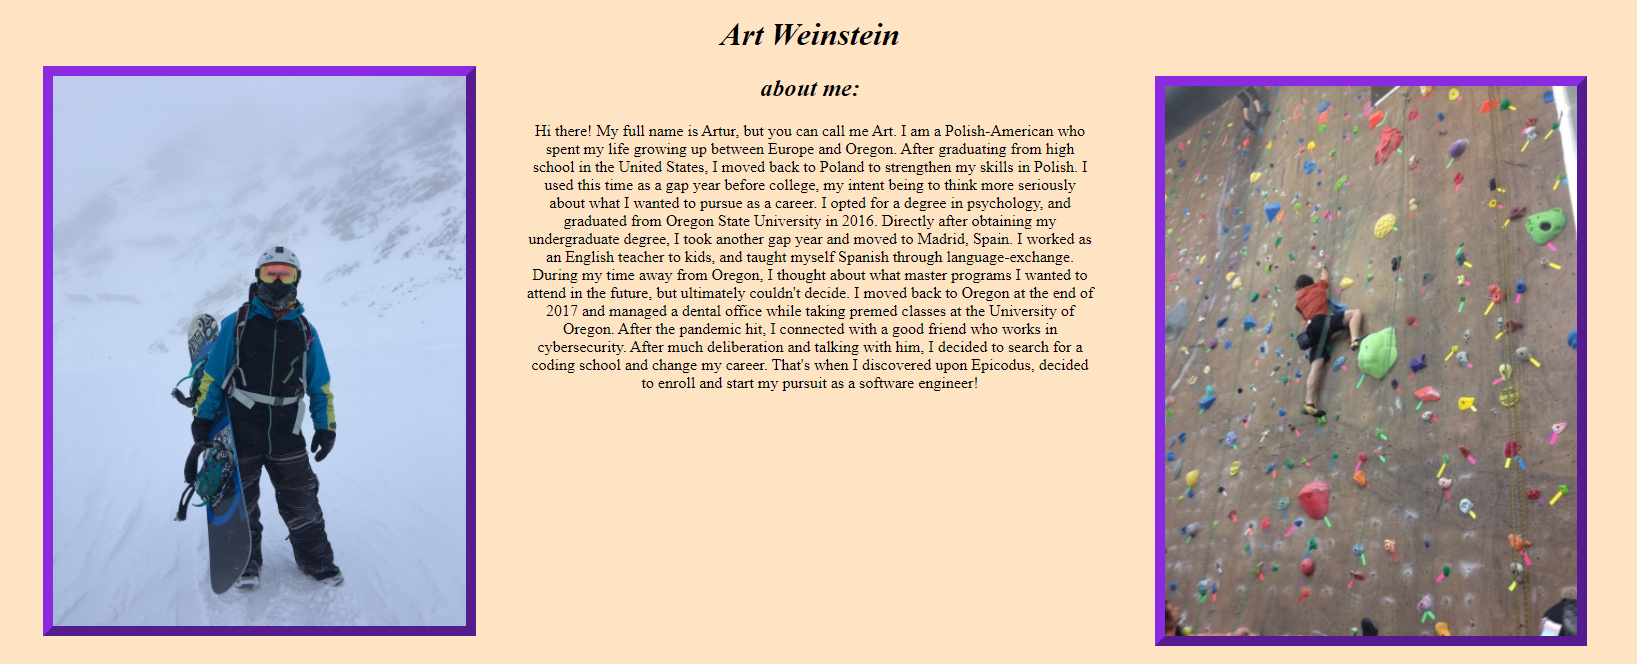 Art Weinstein
about me:
Hi there! My full name is Artur, but you can call me Art. I am a Polish-American who
spent my life growing up between Europe and Oregon. After graduating from high
school in the United States, I moved back to Poland to strengthen my skills in Polish. I
used this time as a gap year before college, my intent being to think more seriously
about what I wanted to pursue as a career. I opted for a degree in psychology, and
graduated from Oregon State University in 2016. Directly after obtaining my
undergraduate degree, I took another gap year and moved to Madrid, Spain. I worked as
an English teacher to kids, and taught myself Spanish through language-exchange.
During my time away from Oregon, I thought about what master programs I wanted to
attend in the future, but ultimately couldn't decide. I moved back to Oregon at the end of
2017 and managed a dental office while taking premed classes at the University of
Oregon. After the pandemic hit, I connected with a good friend who works in
cybersecurity. After much deliberation and talking with him, I decided to search for a
coding school and change my career. That's when I discovered upon Epicodus, decided
to enroll and start my pursuit as a software engineer!